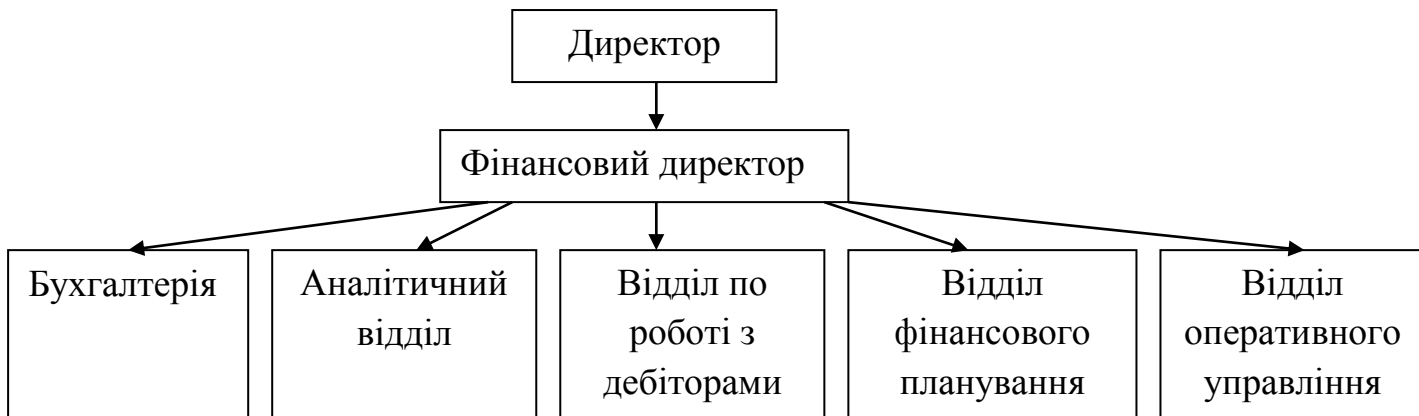 Директор
Фінансовий директор
Бухгалтерія
Аналітичний
відділ
Відділ по
роботі з
дебіторами
Відділ
фінансового
планування
Відділ
оперативного
управління